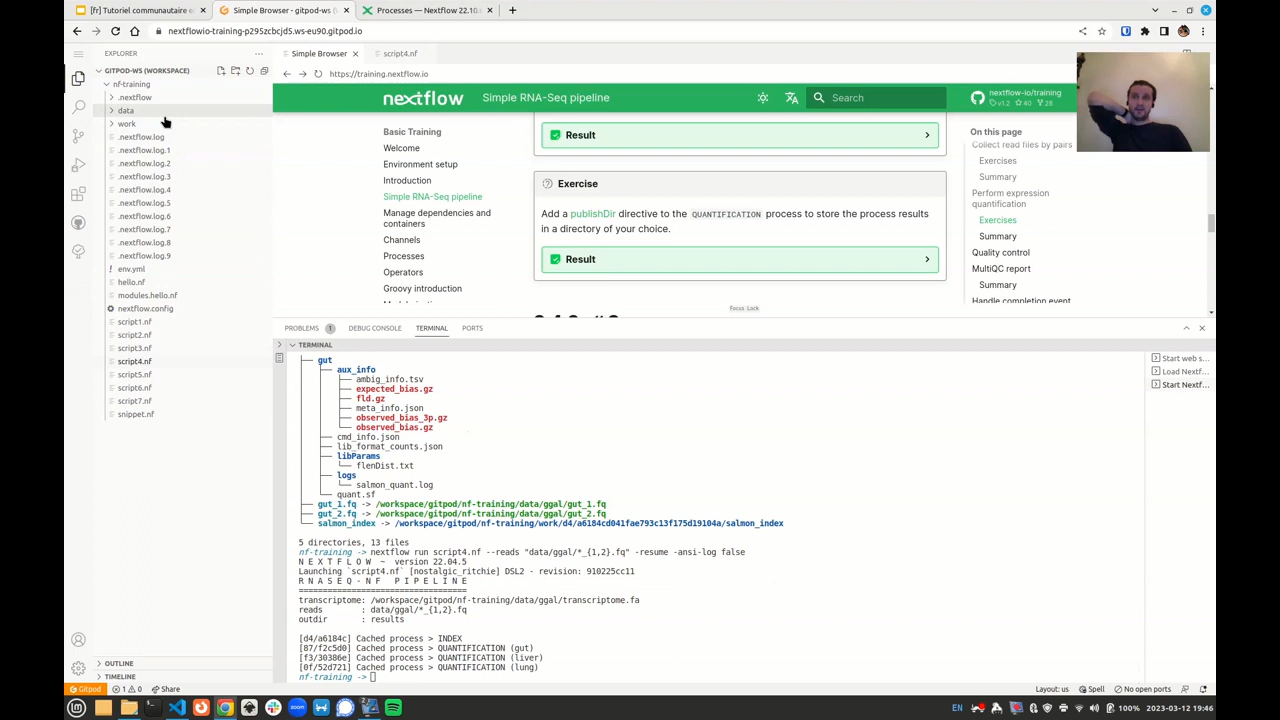 [fr] Tutoriel communautaire e
Simple Browser - gitpod-ws (
Processes — Nextflow 22.10.
nextflowio-training-p295zcbcjd5.ws-eu90.gitpod.io
EXPLORER
Simple Browser
script4.nf
GITPOD-WS (WORKSPACE)
https://training.nextflow.io
nf-training
.nextflow
data
work
.nextflow.log
.nextflow.log.1
.nextflow.log.2
.nextflow.log.3
.nextflow.log.4
.nextflow.log.5
.nextflow.log.6
.nextflow.log.7
.nextflow.log.8
.nextflow.log.9
env.yml
hello.nf
modules.hello.nf
nextflow.config
script1.nf
script2.nf
script3.nf
script4.nf
script5.nf
script6.nf
script7.nf
snippet.nf
OUTLINE
TIMELINE
nextflow
Simple RNA-Seq pipeline
Search
nextflow-io/training
v1.2 40 28
Basic Training
Welcome
Environment setup
Introduction
Simple RNA-Seq pipeline
Manage dependencies and
containers
Channels
Processes
Operators
Groovy introduction
Result
Exercise
Add a publishDir directive to the QUANTIFICATION process to store the process results
in a directory of your choice.
Result
On this page
Collect read files by pairs
Exercises
Summary
Perform expression
quantification
Exercises
Summary
Quality control
MultiQC report
Summary
Handle completion event
Focus Lock
PROBLEMS 1
DEBUG CONSOLE
TERMINAL
PORTS
TERMINAL
gut
aux_info
ambig_info.tsv
expected_bias.gz
fld.gz
meta_info.json
observed_bias_3p.gz
observed_bias.gz
cmd_info.json
lib_format_counts.json
libParams
flenDist.txt
logs
salmon_quant.log
quant.sf
gut_1.fq -> /workspace/gitpod/nf-training/data/ggal/gut_1.fq
gut_2.fq -> /workspace/gitpod/nf-training/data/ggal/gut_2.fq
salmon_index -> /workspace/gitpod/nf-training/work/d4/a6184cd041fae793c13f175d19104a/salmon_index
5 directories, 13 files
nf-training -> nextflow run script4.nf --reads "data/ggal/*_{1,2}.fq" -resume -ansi-log false
N E X T F L O W ~ version 22.04.5
Launching `script4.nf` [nostalgic_ritchie] DSL2 - revision: 910225cc11
R N A S E Q - N F   P I P E L I N E
===================================
transcriptome: /workspace/gitpod/nf-training/data/ggal/transcriptome.fa
reads : data/ggal/*_{1,2}.fq
outdir : results
[d4/a6184c] Cached process > INDEX
[87/f2c5d0] Cached process > QUANTIFICATION (gut)
[f3/30386e] Cached process > QUANTIFICATION (liver)
[0f/52d721] Cached process > QUANTIFICATION (lung)
nf-training ->
Start web s...
Load Nextf...
Start Nextf...
Gitpod
1 0
Share
Layout: us
Spell
No open ports
zoom
EN
100%
2023-03-12 19:46